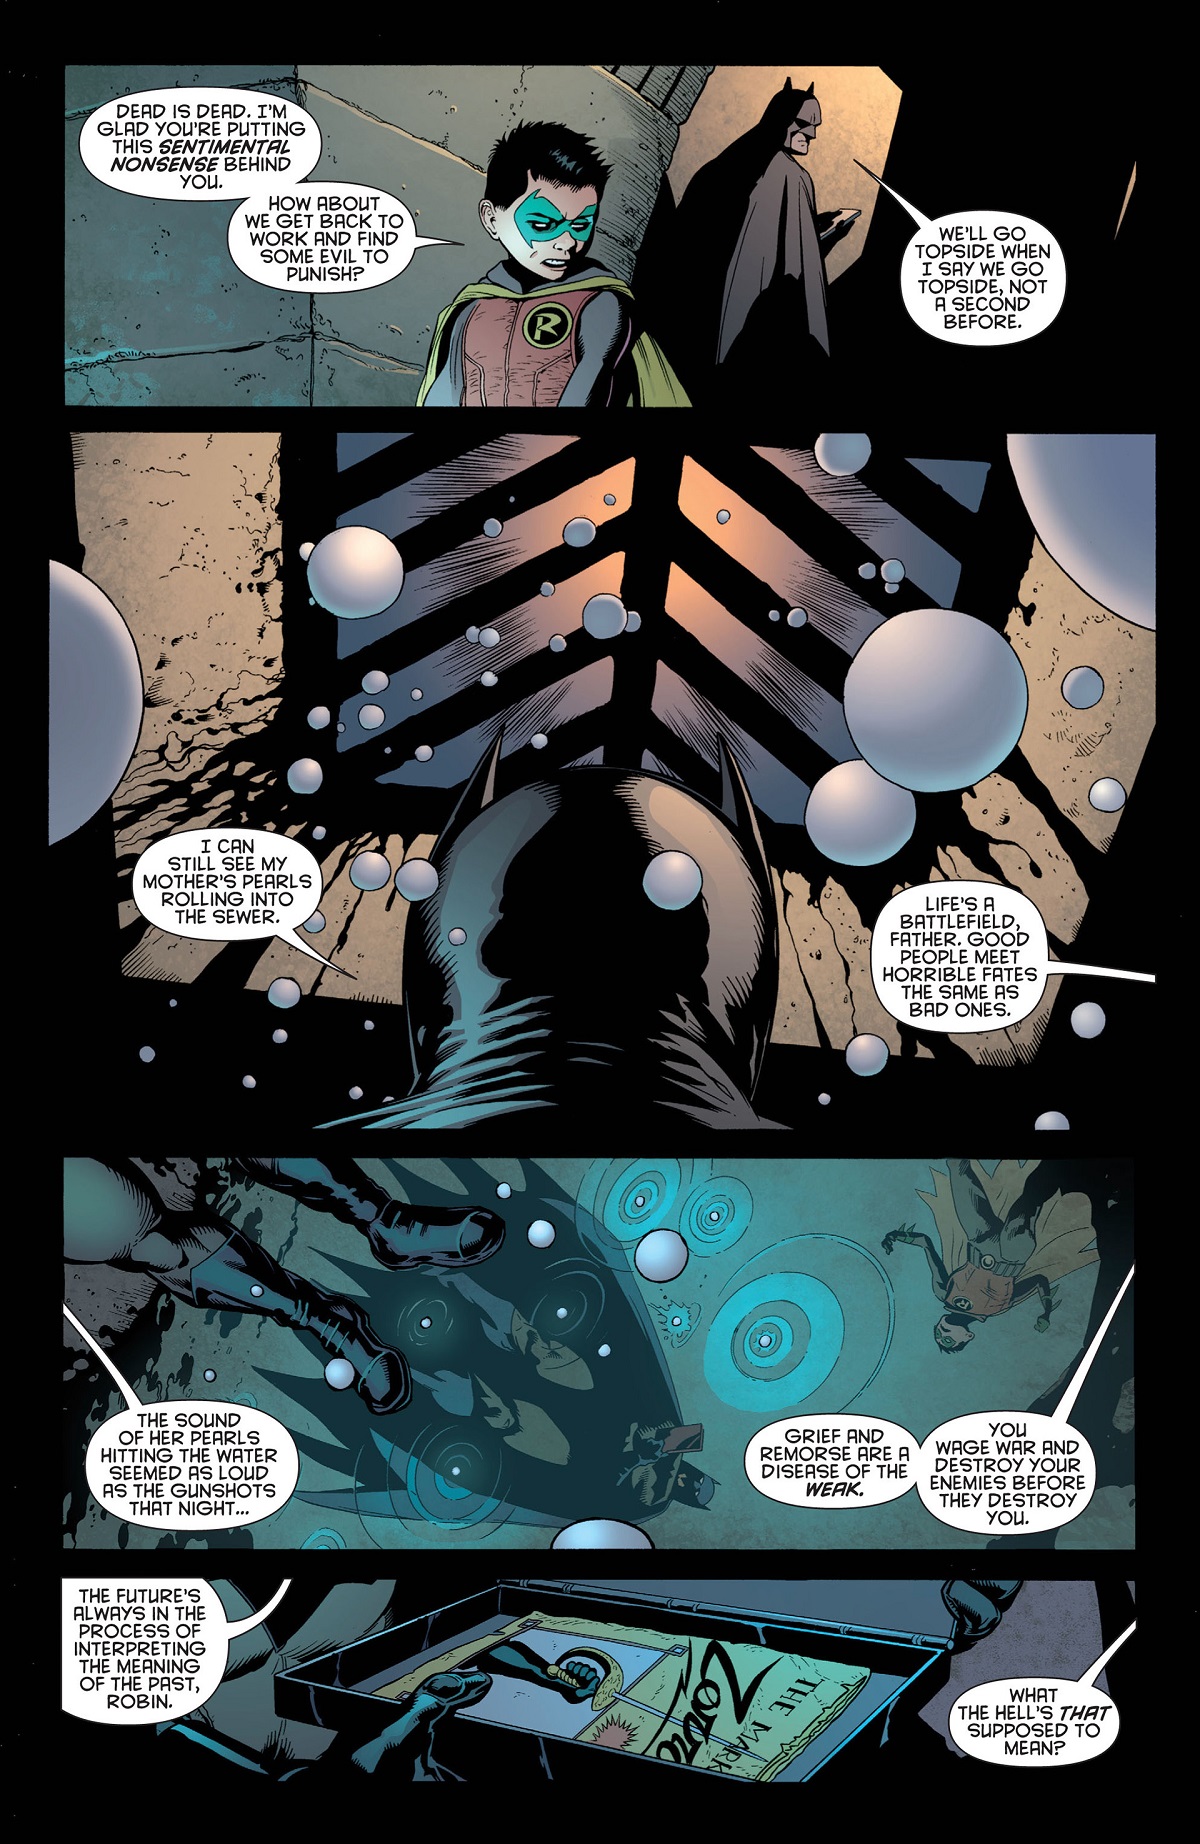 DEAD IS DEAD. I'M
GLAD YOU'RE PUTTING
THIS SENTIMENTAL
NONSENSE BEHIND
YOU.
HOW ABOUT
WE GET BACK TO
WORK AND FIND
SOME EVIL TO
PUNISH?
R
WE'LL GO
TOPSIDE WHEN
I SAY WE GO
TOPSIDE, NOT
A SECOND
BEFORE.
I CAN
STILL SEE MY
MOTHER'S PEARLS
ROLLING INTO
THE SEWER.
LIFE'S A
BATTLEFIELD,
FATHER. GOOD
PEOPLE MEET
HORRIBLE FATES
THE SAME AS
BAD ONES.
R
THE SOUND
OF HER PEARLS
HITTING THE WATER
SEEMED AS LOUD
AS THE GUNSHOTS
THAT NIGHT...
GRIEF AND
REMORSE ARE A
DISEASE OF THE
WEAK.
YOU
WAGE WAR AND
DESTROY YOUR
ENEMIES BEFORE
THEY DESTROY
YOU.
THE FUTURE'S
ALWAYS IN THE
PROCESS OF
INTERPRETING
THE MEANING
OF THE PAST,
ROBIN.
THE MARK
Zorro
WHAT
THE HELL'S THAT
SUPPOSED TO
MEAN?